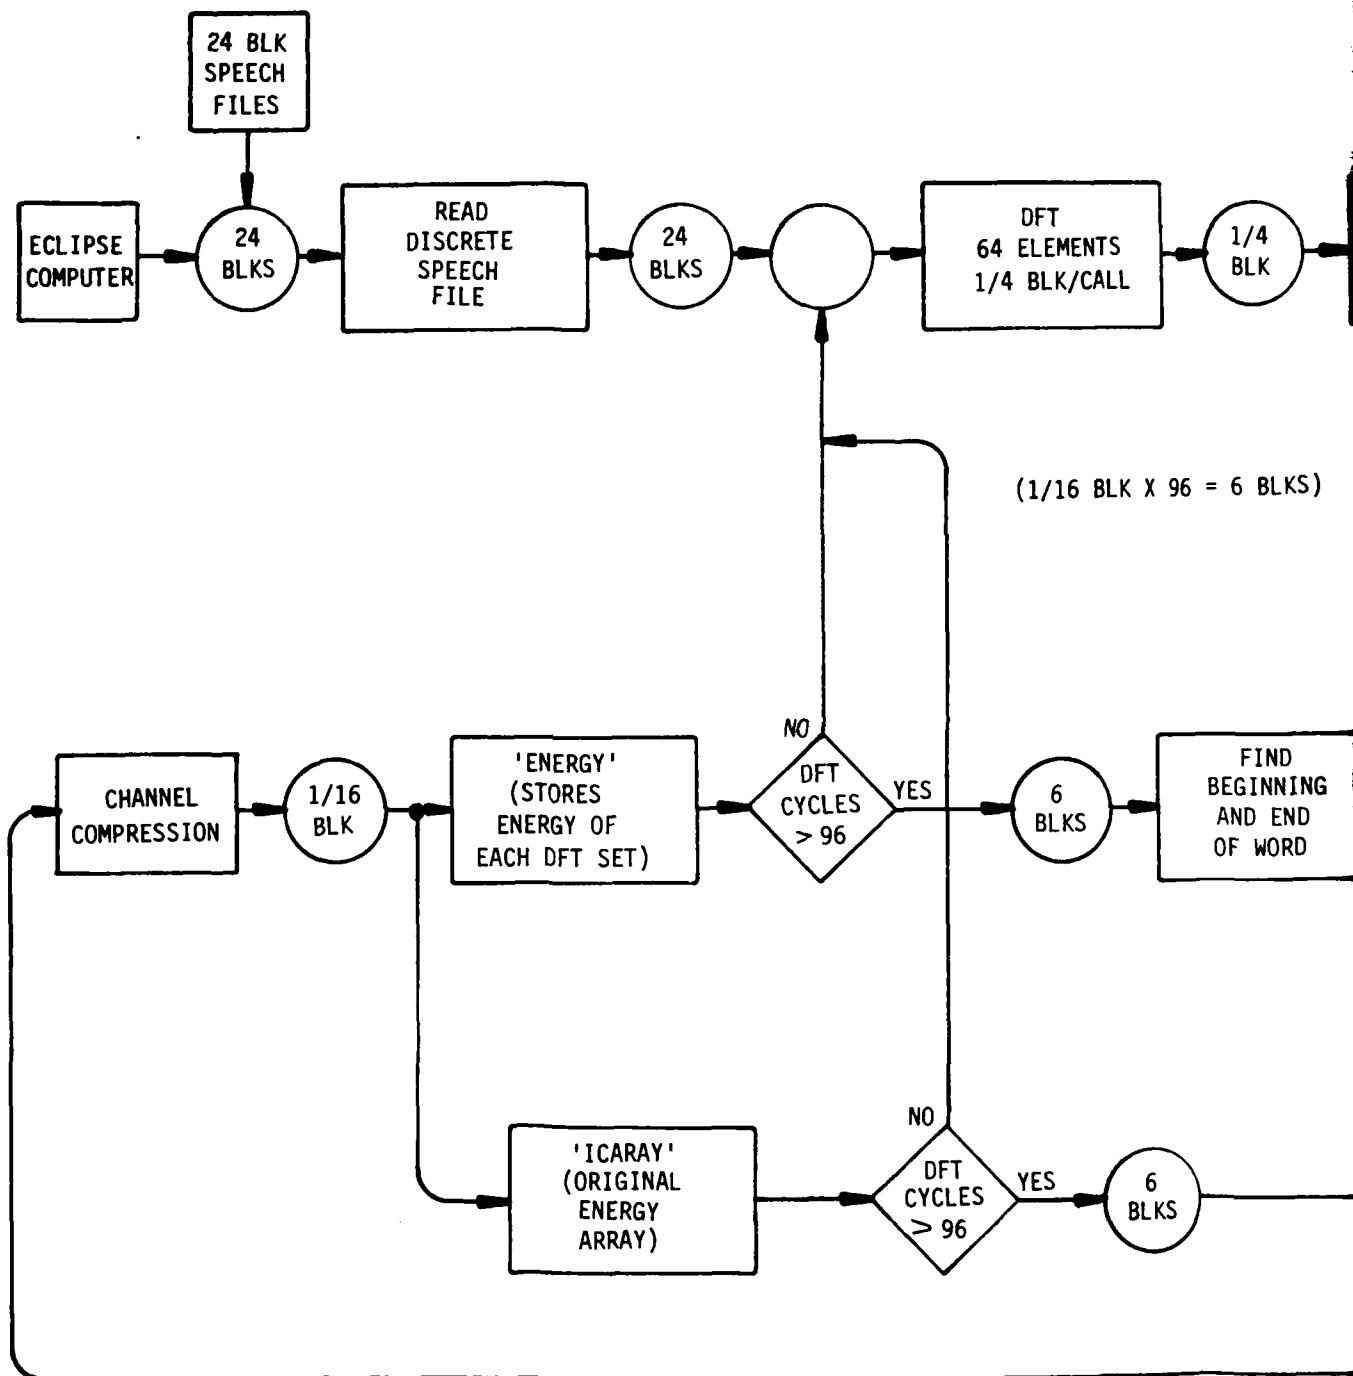 24 BLK
SPEECH
FILES
ECLIPSE
COMPUTER
24
BLKS
READ
DISCRETE
SPEECH
FILE
24
BLKS
DFT
64 ELEMENTS
1/4 BLK/CALL
1/4
BLK
(1/16 BLK X 96 = 6 BLKS)
CHANNEL
COMPRESSION
1/16
BLK
'ENERGY'
(STORES
ENERGY OF
EACH DFT SET)
NO
DFT
CYCLES
> 96
YES
6
BLKS
FIND
BEGINNING
AND END
OF WORD
'ICARAY'
(ORIGINAL
ENERGY
ARRAY)
NO
DFT
CYCLES
> 96
YES
6
BLKS